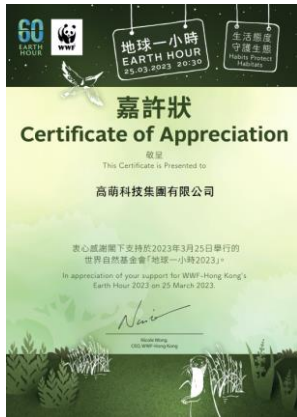 60
EARTH
HOUR
WWF
地球一小時
EARTH HOUR
25.03.2023 20:30
生活態度
守護生態
Habits Protect
Habitats
嘉許狀
Certificate of Appreciation
敬呈
This Certificate is Presented to
高萌科技集團有限公司
衷心感謝閣下支持於2023年3月25日舉行的
世界自然基金會「地球一小時2023」。
In appreciation of your support for WWF-Hong Kong's
Earth Hour 2023 on 25 March 2023.
Nicole Wong
CEO, WWF-Hong Kong